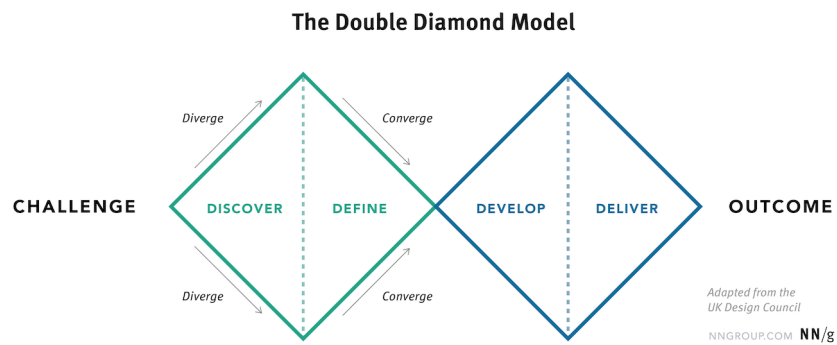 The Double Diamond Model
Diverge
Converge
CHALLENGE
DISCOVER
DEFINE
DEVELOP
DELIVER
OUTCOME
Diverge
Converge
Adapted from the
UK Design Council
NNGROUP.COM NN/g